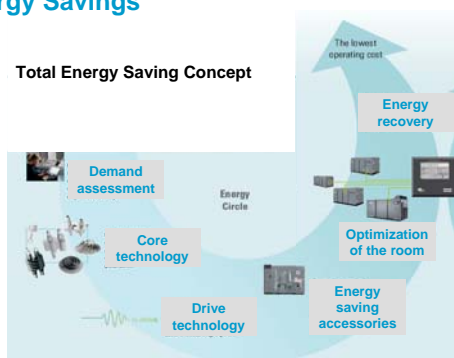 Savings
Total Energy Saving Concept
The lowest
operating cost
Energy
recovery
Demand
assessment
Energy
Circle
Core
technology
Optimization
of the room
Drive
technology
Energy
saving
accessories